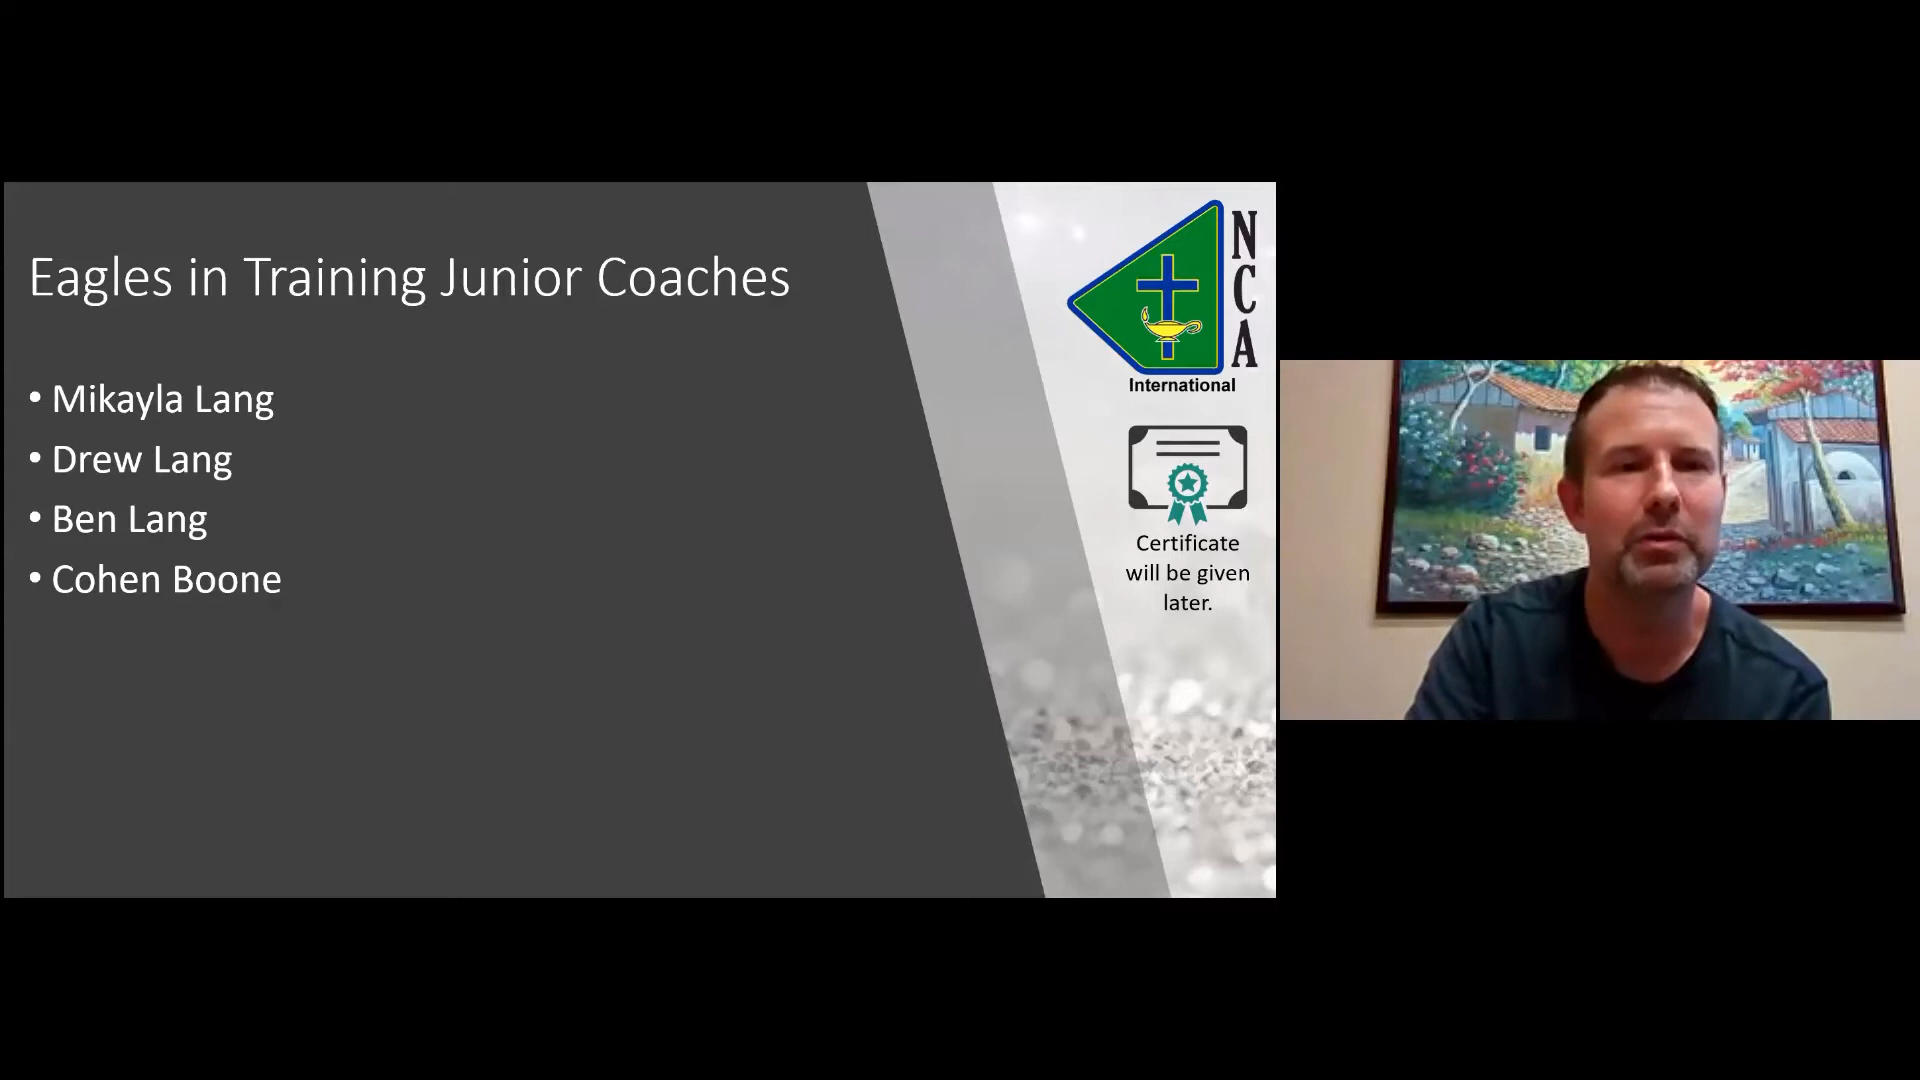 Eagles in Training Junior Coaches
• Mikayla Lang
• Drew Lang
• Ben Lang
• Cohen Boone
NCA
International
Certificate
will be given
later.